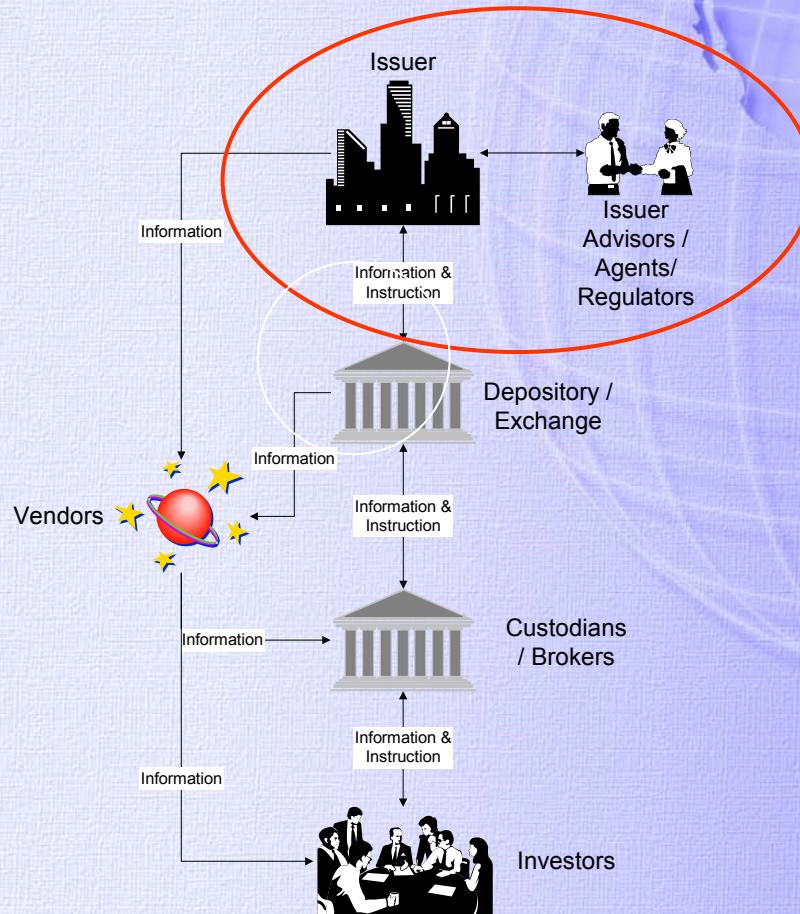 Issuer
Issuer
Advisors /
Agents/
Regulators
Information
Information &
Instruction
Depository /
Exchange
Information
Vendors
Information &
Instruction
Custodians
/ Brokers
Information
Information &
Instruction
Information
Investors